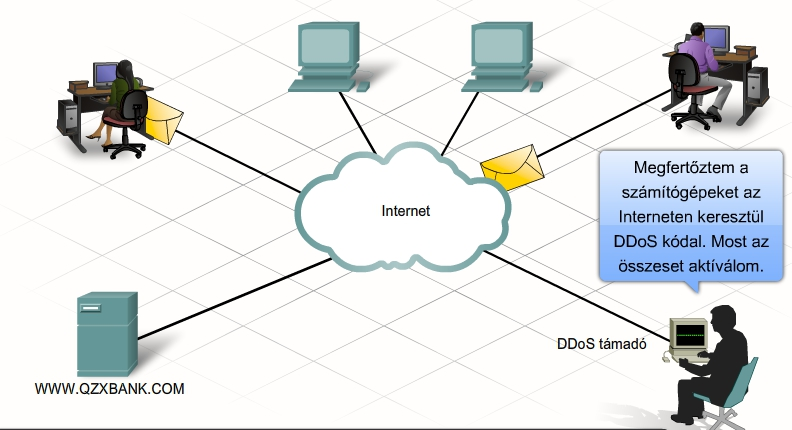 Internet
Megfertőztem a
számítógépeket az
Interneten keresztül
DDoS kódal. Most az
összeset aktíválom.
DDoS támadó
WWW.QZXBANK.COM